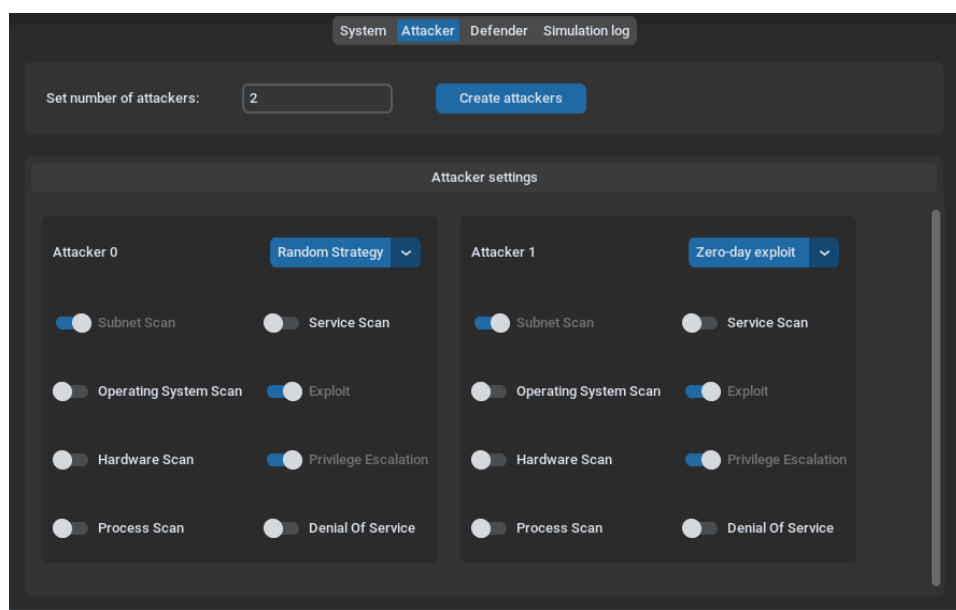 System Attacker Defender Simulation log
Set number of attackers: 2 Create attackers
Attacker settings
Attacker 0 Random Strategy
Subnet Scan Service Scan
Operating System Scan Exploit
Hardware Scan Privilege Escalation
Process Scan Denial Of Service
Attacker 1 Zero-day exploit
Subnet Scan Service Scan
Operating System Scan Exploit
Hardware Scan Privilege Escalation
Process Scan Denial Of Service